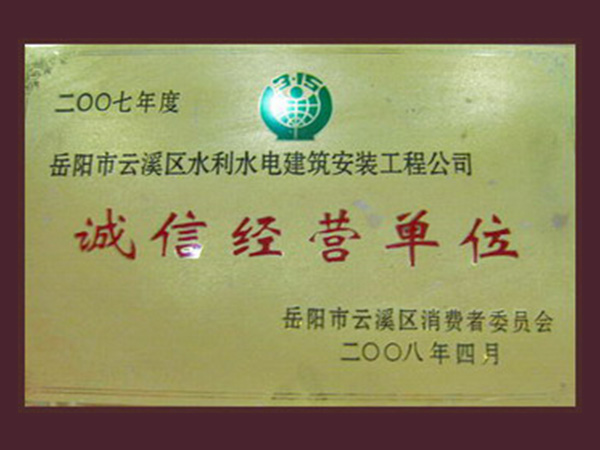 3·15
二〇〇七年度
岳阳市云溪区水利水电建筑安装工程公司
诚信经营单位
岳阳市云溪区消费者委员会
二〇〇八年四月